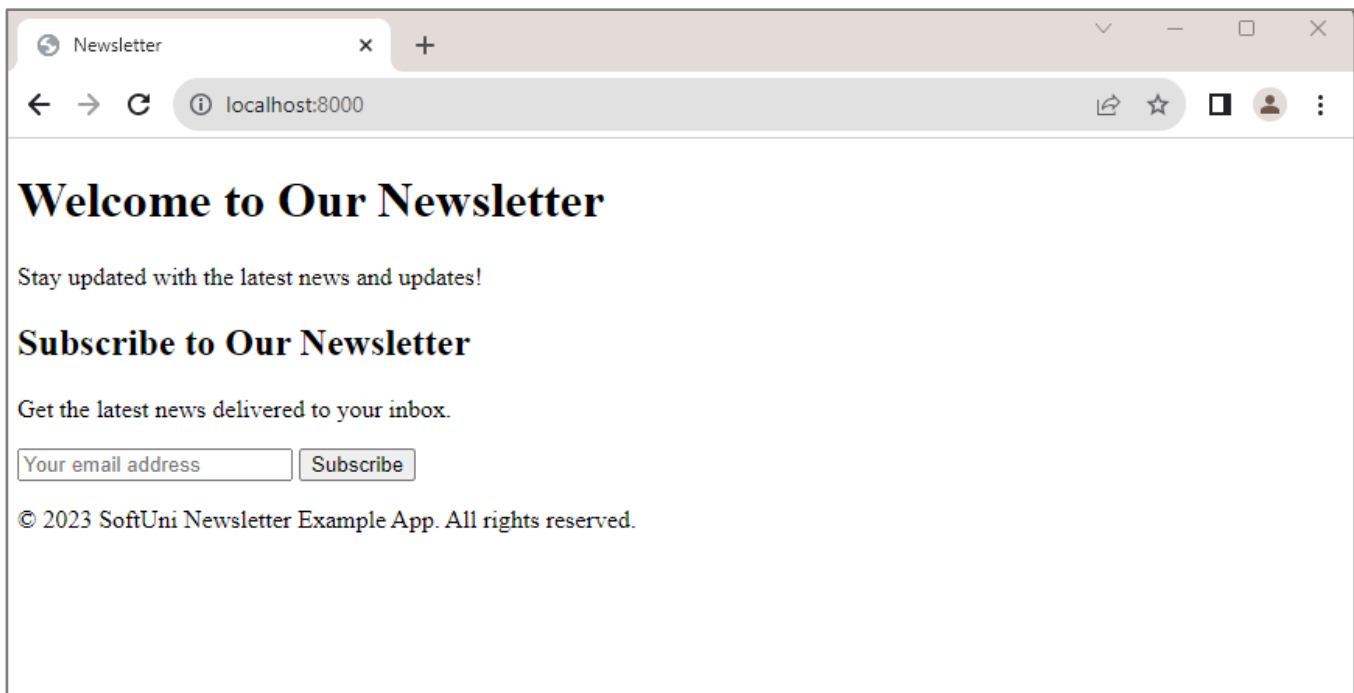 Newsletter
localhost:8000
Welcome to Our Newsletter
Stay updated with the latest news and updates!
Subscribe to Our Newsletter
Get the latest news delivered to your inbox.
Your email address Subscribe
© 2023 SoftUni Newsletter Example App. All rights reserved.